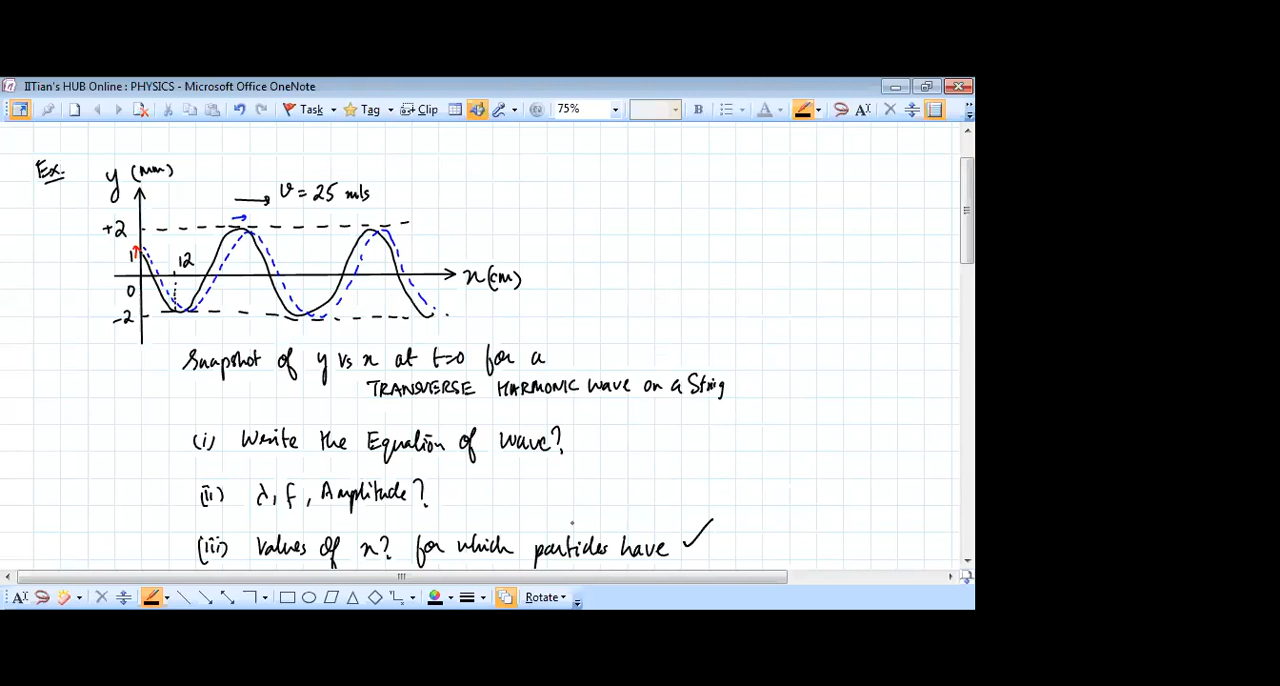 IITian's HUB Online : PHYSICS - Microsoft Office OneNote
Task Tag Clip 75% B A
Ex.
y (mm)
→ v = 25 m/s
+2
1
12
0
x(cm)
-2
Snapshot of y vs x at t=0 for a
TRANSVERSE HARMONIC wave on a String
(i) Write the Equation of wave?
(ii) λ, f, Amplitude?
(iii) Values of x? for which particles have ✓
Rotate